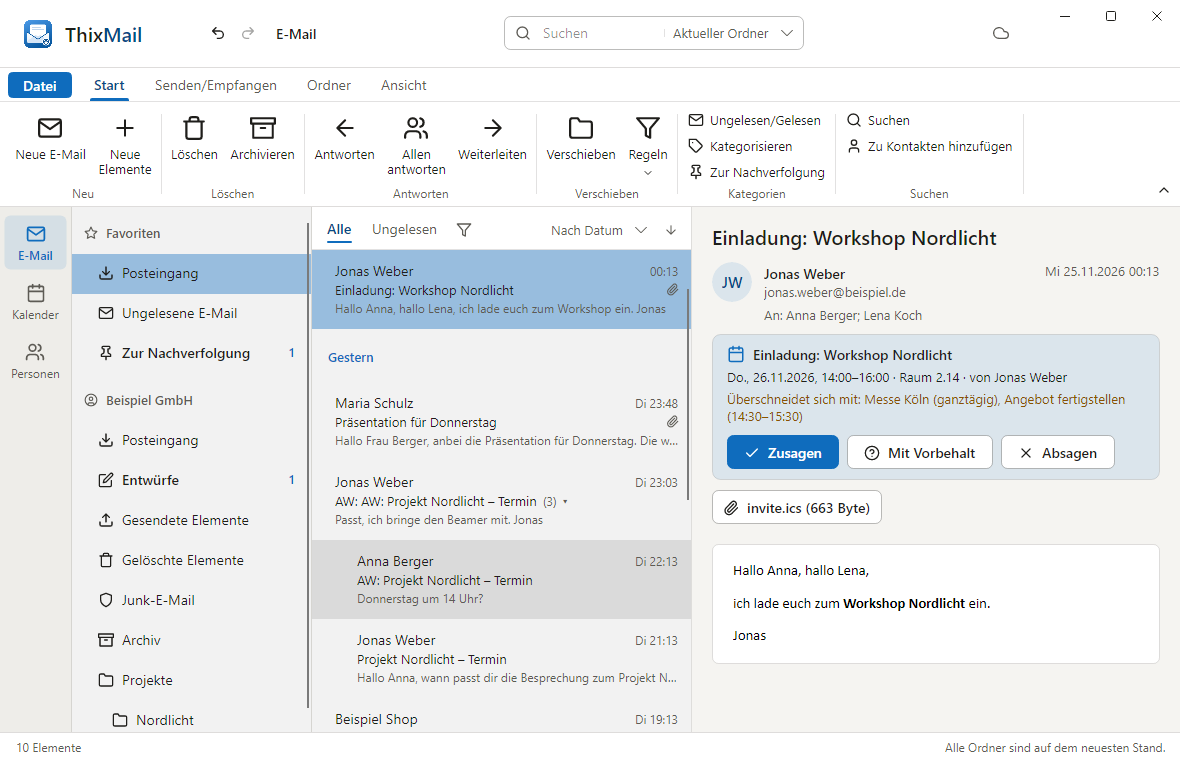 ThixMail
E-Mail
Suchen
Aktueller Ordner
Datei
Start
Senden/Empfangen
Ordner
Ansicht
Neue E-Mail
Neue
Elemente
Neu
Löschen
Archivieren
Löschen
Antworten
Allen
antworten
Weiterleiten
Antworten
Verschieben
Regeln
Verschieben
Ungelesen/Gelesen
Kategorisieren
Zur Nachverfolgung
Kategorien
Suchen
Zu Kontakten hinzufügen
Suchen
E-Mail
Kalender
Personen
Favoriten
Posteingang
Ungelesene E-Mail
Zur Nachverfolgung 1
Beispiel GmbH
Posteingang
Entwürfe 1
Gesendete Elemente
Gelöschte Elemente
Junk-E-Mail
Archiv
Projekte
Nordlicht
Alle
Ungelesen
Nach Datum
Jonas Weber 00:13
Einladung: Workshop Nordlicht
Hallo Anna, hallo Lena, ich lade euch zum Workshop ein. Jonas
Gestern
Maria Schulz Di 23:48
Präsentation für Donnerstag
Hallo Frau Berger, anbei die Präsentation für Donnerstag. Die w...
Jonas Weber Di 23:03
AW: AW: Projekt Nordlicht – Termin (3)
Passt, ich bringe den Beamer mit. Jonas
Anna Berger Di 22:13
AW: Projekt Nordlicht – Termin
Donnerstag um 14 Uhr?
Jonas Weber Di 21:13
Projekt Nordlicht – Termin
Hallo Anna, wann passt dir die Besprechung zum Projekt N...
Beispiel Shop Di 19:13
Einladung: Workshop Nordlicht
JW
Jonas Weber Mi 25.11.2026 00:13
jonas.weber@beispiel.de
An: Anna Berger; Lena Koch
Einladung: Workshop Nordlicht
Do., 26.11.2026, 14:00–16:00 · Raum 2.14 · von Jonas Weber
Überschneidet sich mit: Messe Köln (ganztägig), Angebot fertigstellen
(14:30–15:30)
Zusagen
Mit Vorbehalt
Absagen
invite.ics (663 Byte)
Hallo Anna, hallo Lena,
ich lade euch zum Workshop Nordlicht ein.
Jonas
10 Elemente
Alle Ordner sind auf dem neuesten Stand.